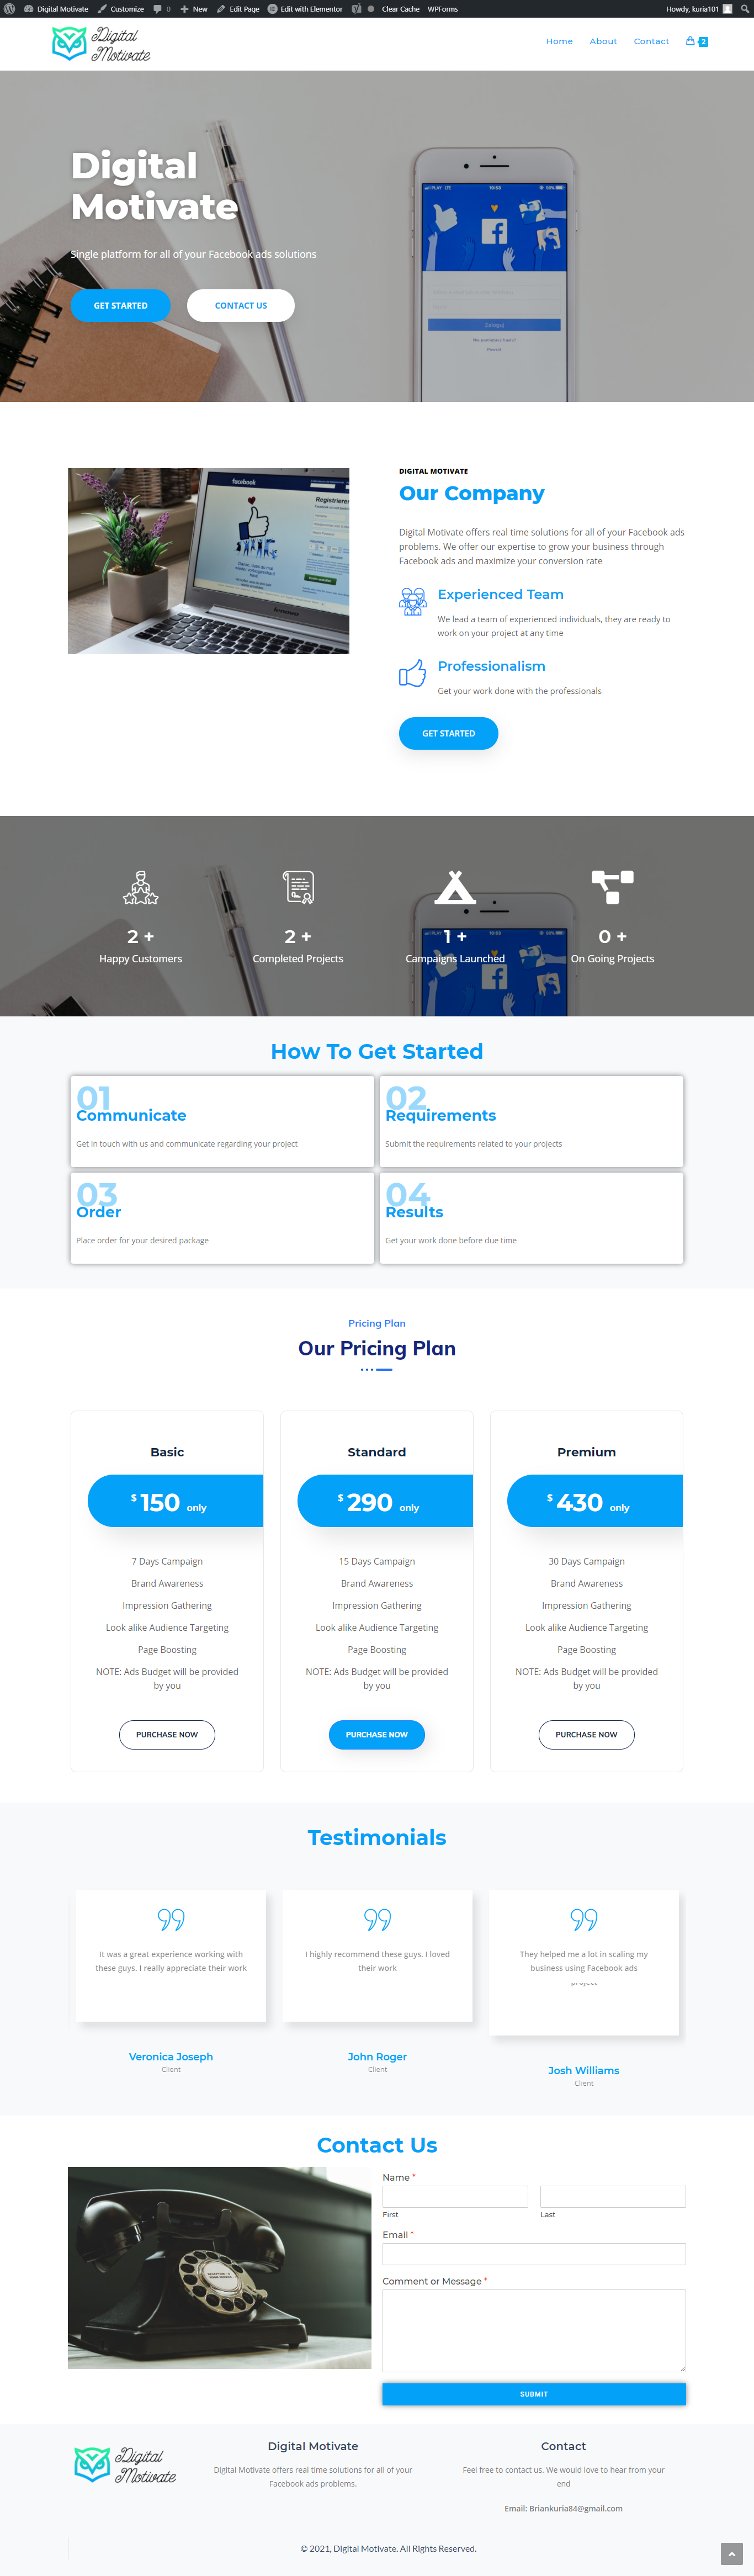 Digital Motivate Customize 0 New Edit Page Edit with Elementor Clear Cache WPForms Howdy, kuria101
Digital
Motivate
Home About Contact 2
Digital
Motivate
Single platform for all of your Facebook ads solutions
GET STARTED CONTACT US
facebook
Zaloguj
facebook
Registrieren
lenovo
DIGITAL MOTIVATE
Our Company
Digital Motivate offers real time solutions for all of your Facebook ads
problems. We offer our expertise to grow your business through
Facebook ads and maximize your conversion rate
Experienced Team
We lead a team of experienced individuals, they are ready to
work on your project at any time
Professionalism
Get your work done with the professionals
GET STARTED
2 +
Happy Customers
2 +
Completed Projects
1 +
Campaigns Launched
0 +
On Going Projects
How To Get Started
01
Communicate
Get in touch with us and communicate regarding your project
02
Requirements
Submit the requirements related to your projects
03
Order
Place order for your desired package
04
Results
Get your work done before due time
Pricing Plan
Our Pricing Plan
Basic
$ 150 only
7 Days Campaign
Brand Awareness
Impression Gathering
Look alike Audience Targeting
Page Boosting
NOTE: Ads Budget will be provided
by you
PURCHASE NOW
Standard
$ 290 only
15 Days Campaign
Brand Awareness
Impression Gathering
Look alike Audience Targeting
Page Boosting
NOTE: Ads Budget will be provided
by you
PURCHASE NOW
Premium
$ 430 only
30 Days Campaign
Brand Awareness
Impression Gathering
Look alike Audience Targeting
Page Boosting
NOTE: Ads Budget will be provided
by you
PURCHASE NOW
Testimonials
It was a great experience working with
these guys. I really appreciate their work
Veronica Joseph
Client
I highly recommend these guys. I loved
their work
John Roger
Client
They helped me a lot in scaling my
business using Facebook ads
project
Josh Williams
Client
Contact Us
Name *
First Last
Email *
Comment or Message *
SUBMIT
Digital
Motivate
Digital Motivate
Digital Motivate offers real time solutions for all of your
Facebook ads problems.
Contact
Feel free to contact us. We would love to hear from your
end
Email: Briankuria84@gmail.com
© 2021, Digital Motivate. All Rights Reserved.